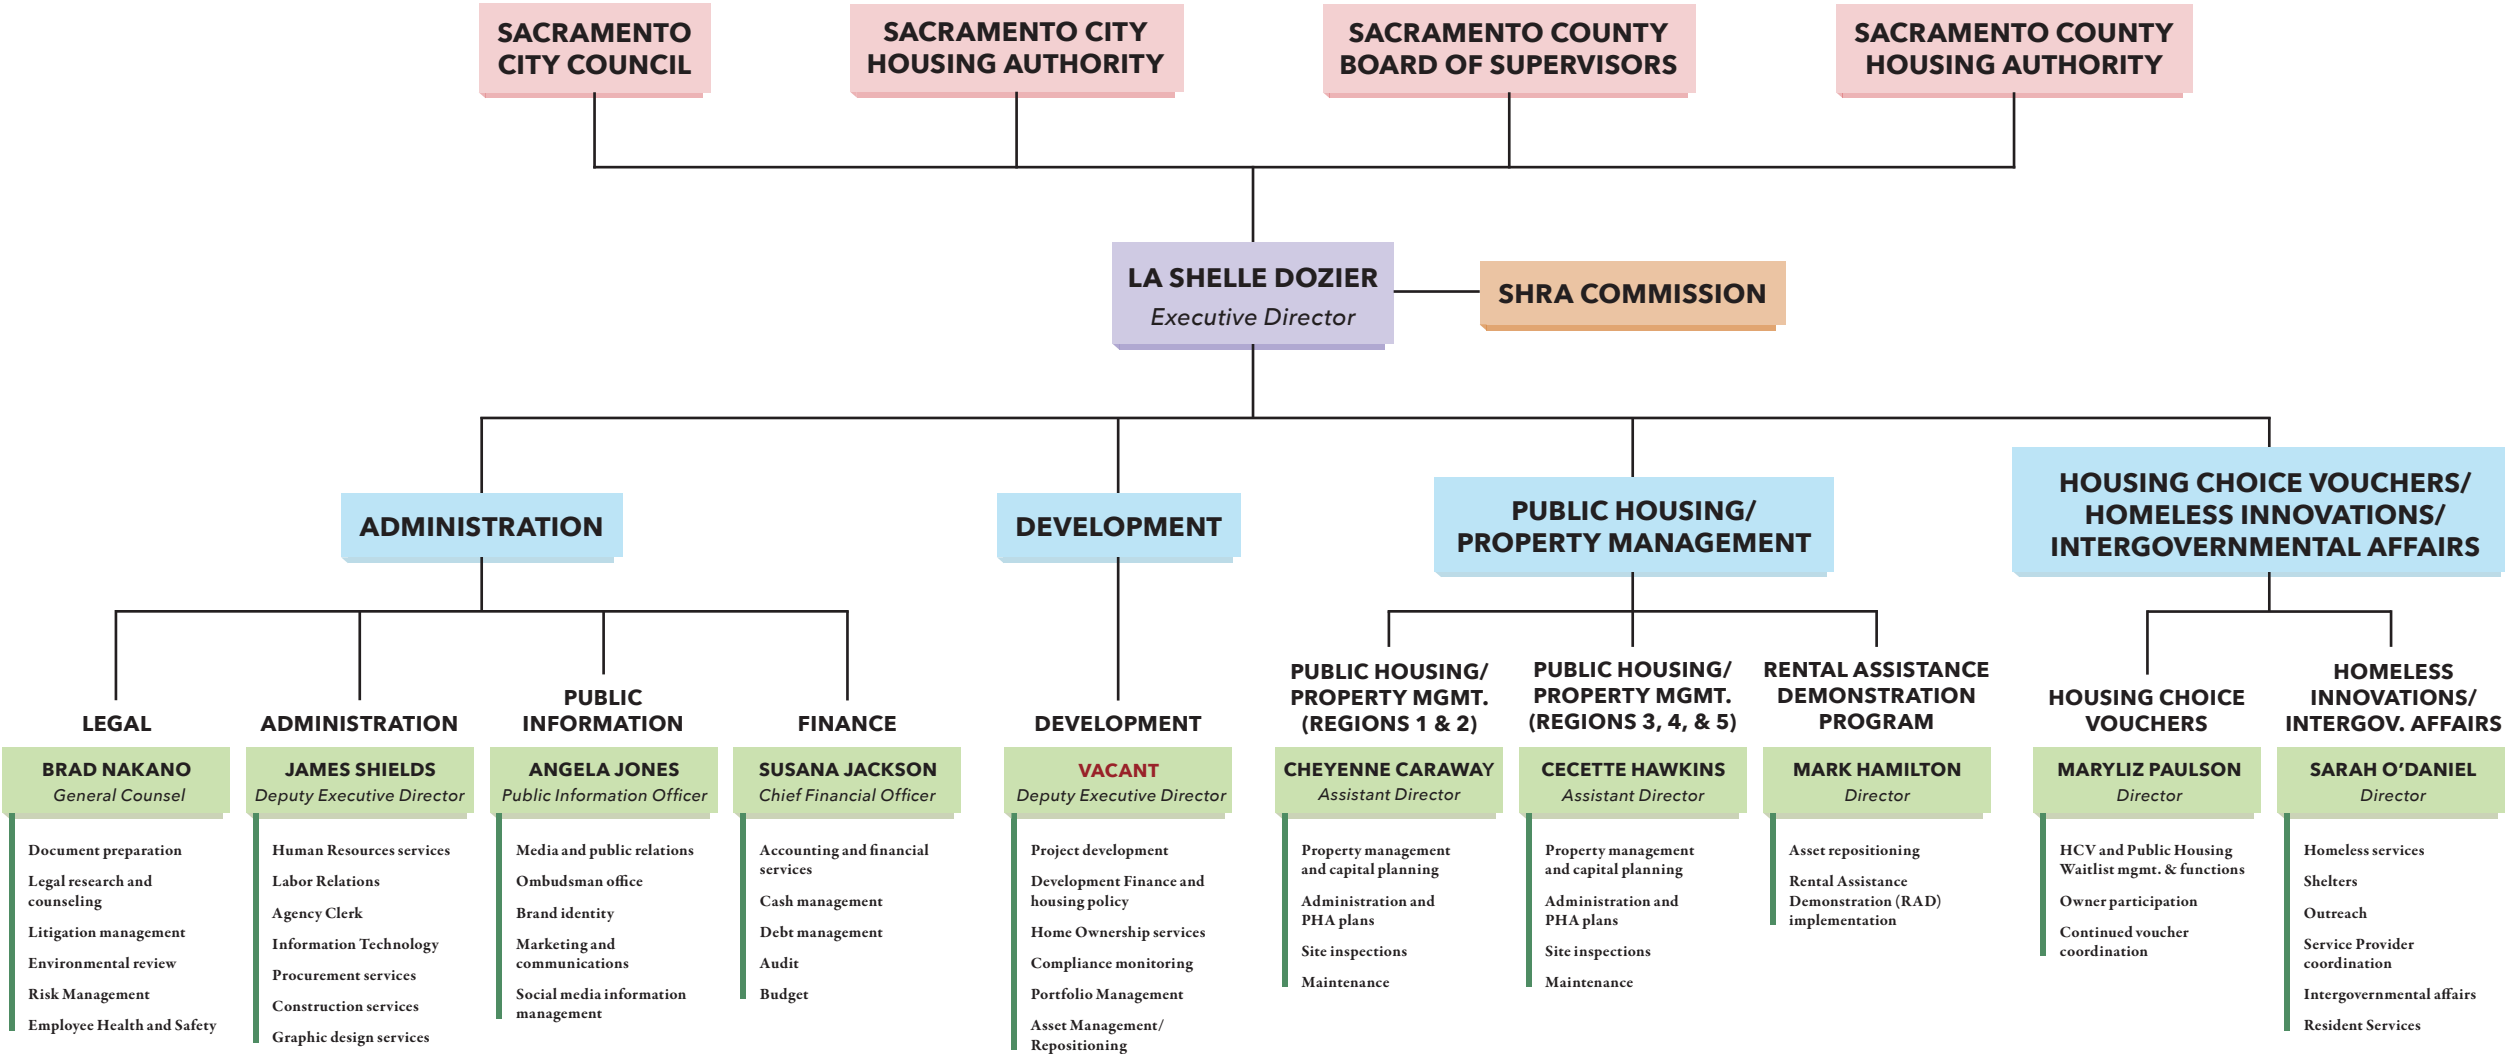 SACRAMENTO
CITY COUNCIL
SACRAMENTO CITY
HOUSING AUTHORITY
SACRAMENTO COUNTY
BOARD OF SUPERVISORS
SACRAMENTO COUNTY
HOUSING AUTHORITY
LA SHELLE DOZIER
Executive Director
SHRA COMMISSION
ADMINISTRATION
DEVELOPMENT
PUBLIC HOUSING/
PROPERTY MANAGEMENT
HOUSING CHOICE VOUCHERS/
HOMELESS INNOVATIONS/
INTERGOVERNMENTAL AFFAIRS
LEGAL
BRAD NAKANO
General Counsel
Document preparation
Legal research and
counseling
Litigation management
Environmental review
Risk Management
Employee Health and Safety
ADMINISTRATION
JAMES SHIELDS
Deputy Executive Director
Human Resources services
Labor Relations
Agency Clerk
Information Technology
Procurement services
Construction services
Graphic design services
PUBLIC
INFORMATION
ANGELA JONES
Public Information Officer
Media and public relations
Ombudsman office
Brand identity
Marketing and
communications
Social media information
management
FINANCE
SUSANA JACKSON
Chief Financial Officer
Accounting and financial
services
Cash management
Debt management
Audit
Budget
DEVELOPMENT
VACANT
Deputy Executive Director
Project development
Development Finance and
housing policy
Home Ownership services
Compliance monitoring
Portfolio Management
Asset Management/
Repositioning
PUBLIC HOUSING/
PROPERTY MGMT.
(REGIONS 1 & 2)
CHEYENNE CARAWAY
Assistant Director
Property management
and capital planning
Administration and
PHA plans
Site inspections
Maintenance
PUBLIC HOUSING/
PROPERTY MGMT.
(REGIONS 3, 4, & 5)
CECETTE HAWKINS
Assistant Director
Property management
and capital planning
Administration and
PHA plans
Site inspections
Maintenance
RENTAL ASSISTANCE
DEMONSTRATION
PROGRAM
MARK HAMILTON
Director
Asset repositioning
Rental Assistance
Demonstration (RAD)
implementation
HOUSING CHOICE
VOUCHERS
MARYLIZ PAULSON
Director
HCV and Public Housing
Waitlist mgmt. & functions
Owner participation
Continued voucher
coordination
HOMELESS
INNOVATIONS/
INTERGOV. AFFAIRS
SARAH O’DANIEL
Director
Homeless services
Shelters
Outreach
Service Provider
coordination
Intergovernmental affairs
Resident Services